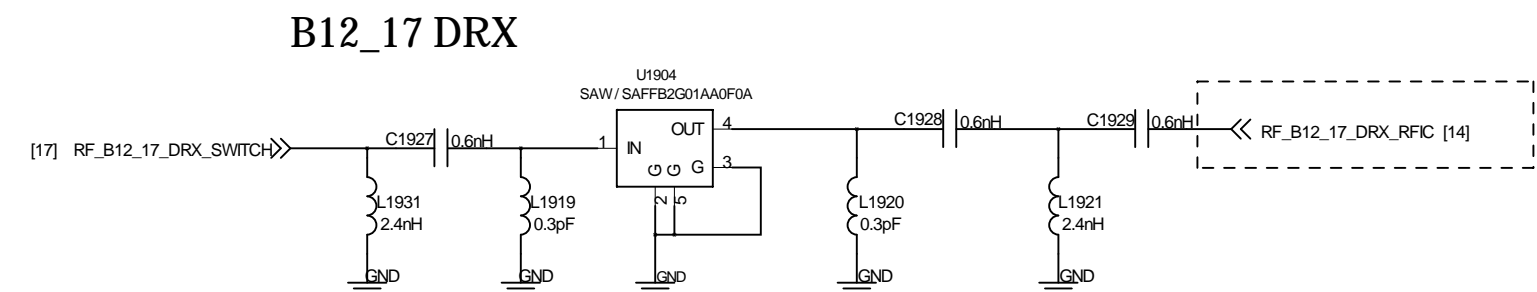 B12_17 DRX
U1904
SAW / SAFFB2G01AA0F0A
[17] RF_B12_17_DRX_SWITCH
C1927
0.6nH
1
IN
OUT
4
G
G
G
3
2
5
C1928
0.6nH
C1929
0.6nH
RF_B12_17_DRX_RFIC [14]
L1931
2.4nH
L1919
0.3pF
L1920
0.3pF
L1921
2.4nH
GND
GND
GND
GND
GND